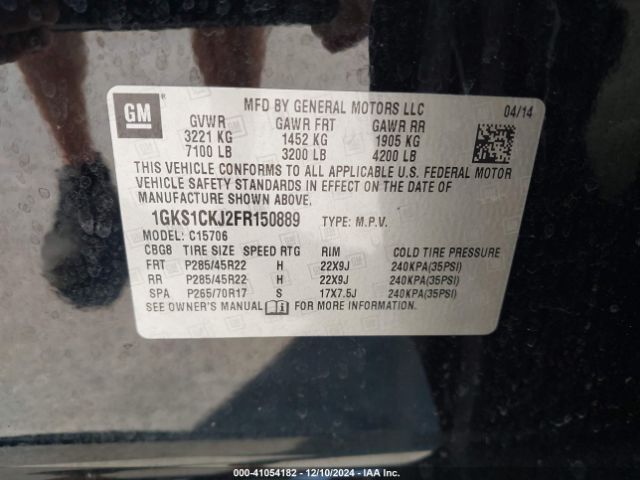 GM
MFD BY GENERAL MOTORS LLC 04/14
GVWR GAWR FRT GAWR RR
3221 KG 1452 KG 1905 KG
7100 LB 3200 LB 4200 LB
THIS VEHICLE CONFORMS TO ALL APPLICABLE U.S. FEDERAL MOTOR
VEHICLE SAFETY STANDARDS IN EFFECT ON THE DATE OF
MANUFACTURE SHOWN ABOVE.
1GKS1CKJ2FR150889 TYPE: M.P.V.
MODEL: C15706
CBG8 TIRE SIZE SPEED RTG RIM COLD TIRE PRESSURE
FRT P285/45R22 H 22X9J 240KPA(35PSI)
RR P285/45R22 H 22X9J 240KPA(35PSI)
SPA P265/70R17 S 17X7.5J 240KPA(35PSI)
SEE OWNER'S MANUAL FOR MORE INFORMATION.
000-41054182 - 12/10/2024 - IAA Inc.